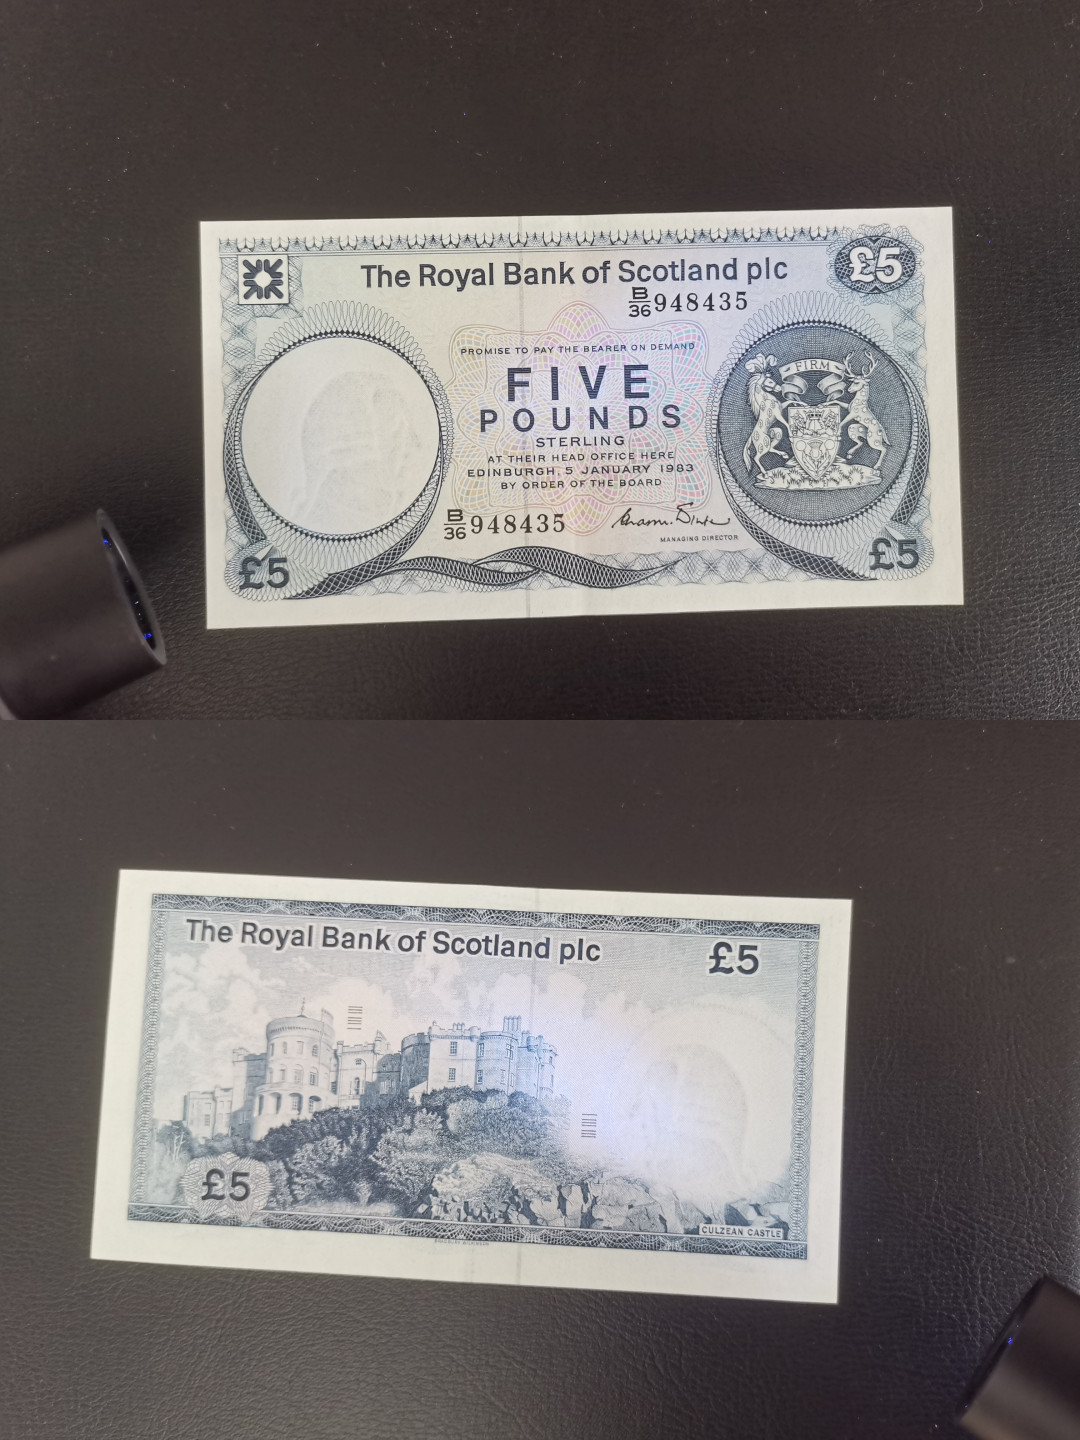 The Royal Bank of Scotland plc
£5
B/36 948435
PROMISE TO PAY THE BEARER ON DEMAND
FIVE
POUNDS
STERLING
AT THEIR HEAD OFFICE HERE
EDINBURGH, 5 JANUARY 1983
BY ORDER OF THE BOARD
FIRM
B/36 948435
MANAGING DIRECTOR
£5
£5
The Royal Bank of Scotland plc
£5
£5
CULZEAN CASTLE